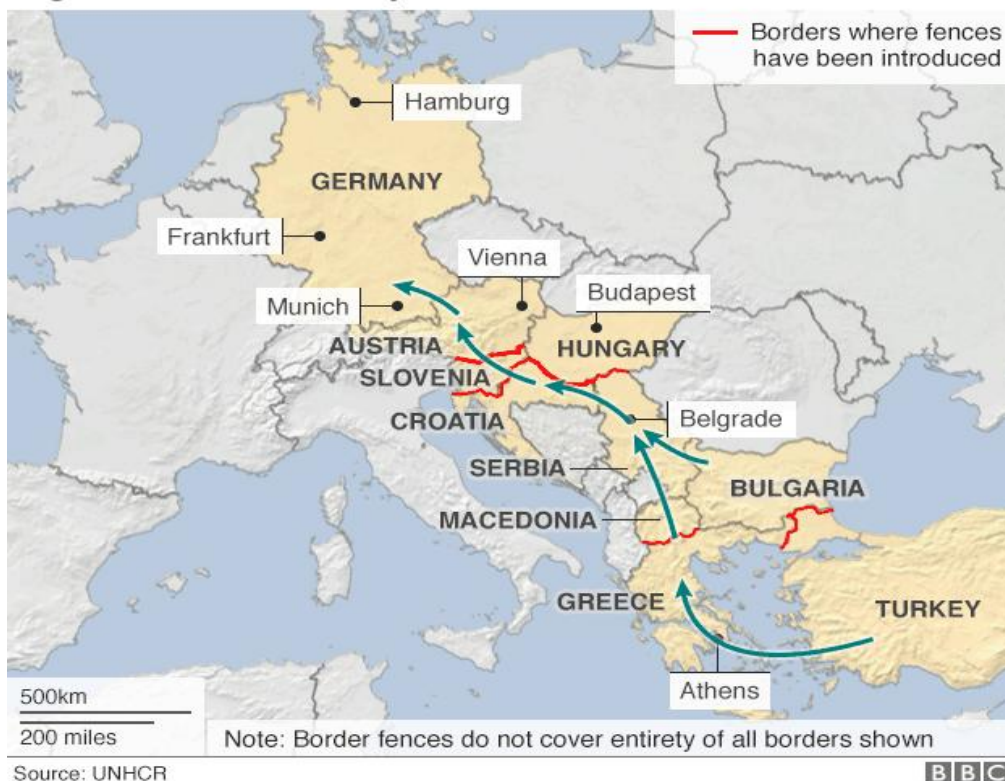 Borders where fences
have been introduced
Hamburg
GERMANY
Frankfurt
Vienna
Munich
Budapest
AUSTRIA
HUNGARY
SLOVENIA
CROATIA
Belgrade
SERBIA
BULGARIA
MACEDONIA
GREECE
TURKEY
Athens
500km
200 miles
Note: Border fences do not cover entirety of all borders shown
Source: UNHCR
BBC